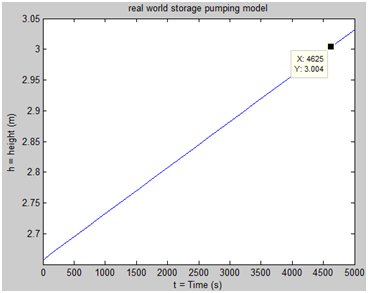 real world storage pumping model
3.05
3
2.95
2.9
2.85
2.8
2.75
2.7
h = height (m)
X: 4625
Y: 3.004
0 500 1000 1500 2000 2500 3000 3500 4000 4500 5000
t = Time (s)